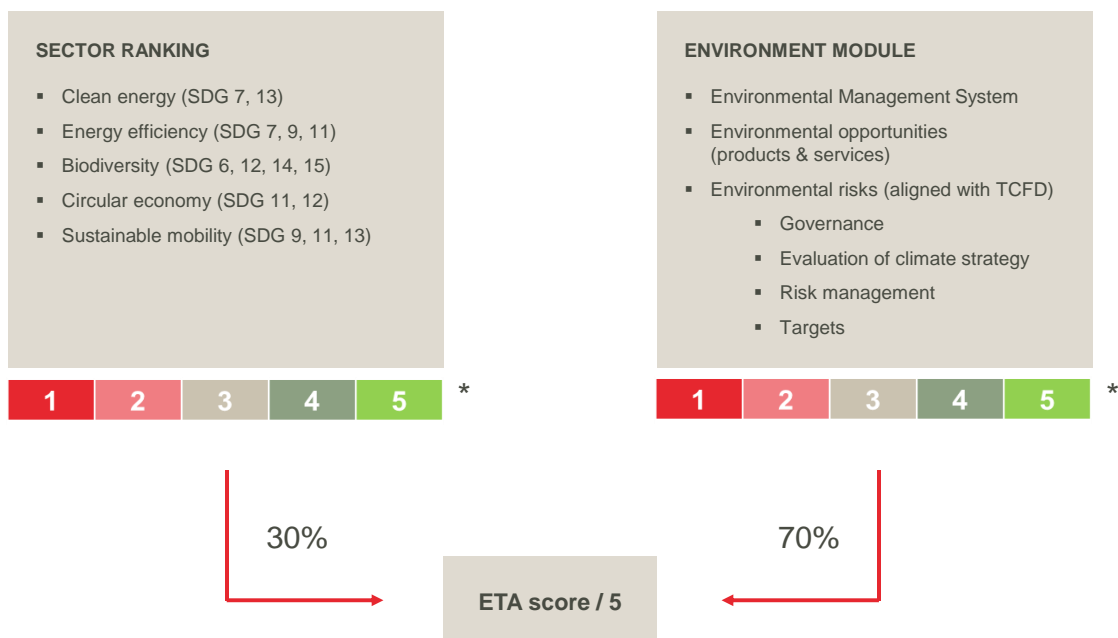 SECTOR RANKING
▪ Clean energy (SDG 7, 13)
▪ Energy efficiency (SDG 7, 9, 11)
▪ Biodiversity (SDG 6, 12, 14, 15)
▪ Circular economy (SDG 11, 12)
▪ Sustainable mobility (SDG 9, 11, 13)
1 2 3 4 5 *
ENVIRONMENT MODULE
▪ Environmental Management System
▪ Environmental opportunities
(products & services)
▪ Environmental risks (aligned with TCFD)
▪ Governance
▪ Evaluation of climate strategy
▪ Risk management
▪ Targets
1 2 3 4 5 *
30%
70%
ETA score / 5